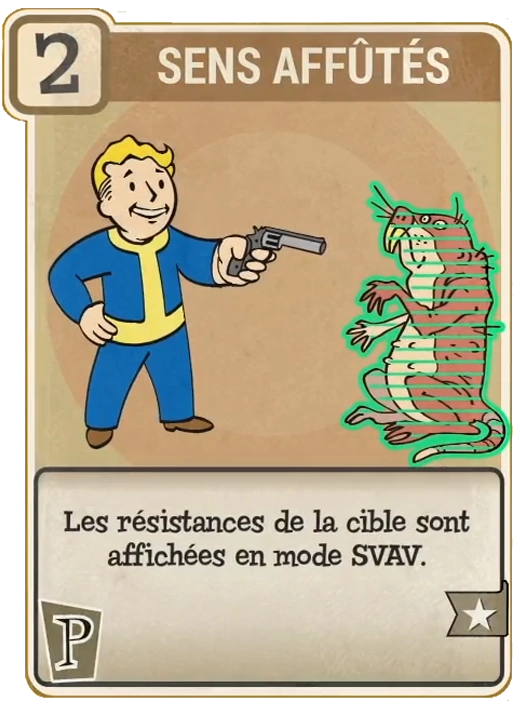 2
SENS AFFÛTÉS
Les résistances de la cible sont
affichées en mode SVAV.
P